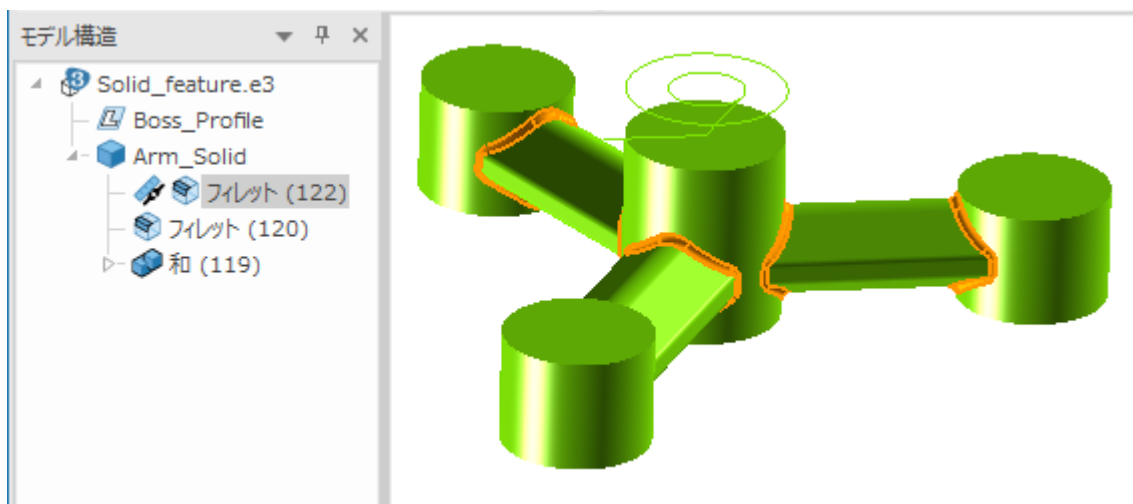 モデル構造
Solid_feature.e3
Boss_Profile
Arm_Solid
フィレット (122)
フィレット (120)
和 (119)